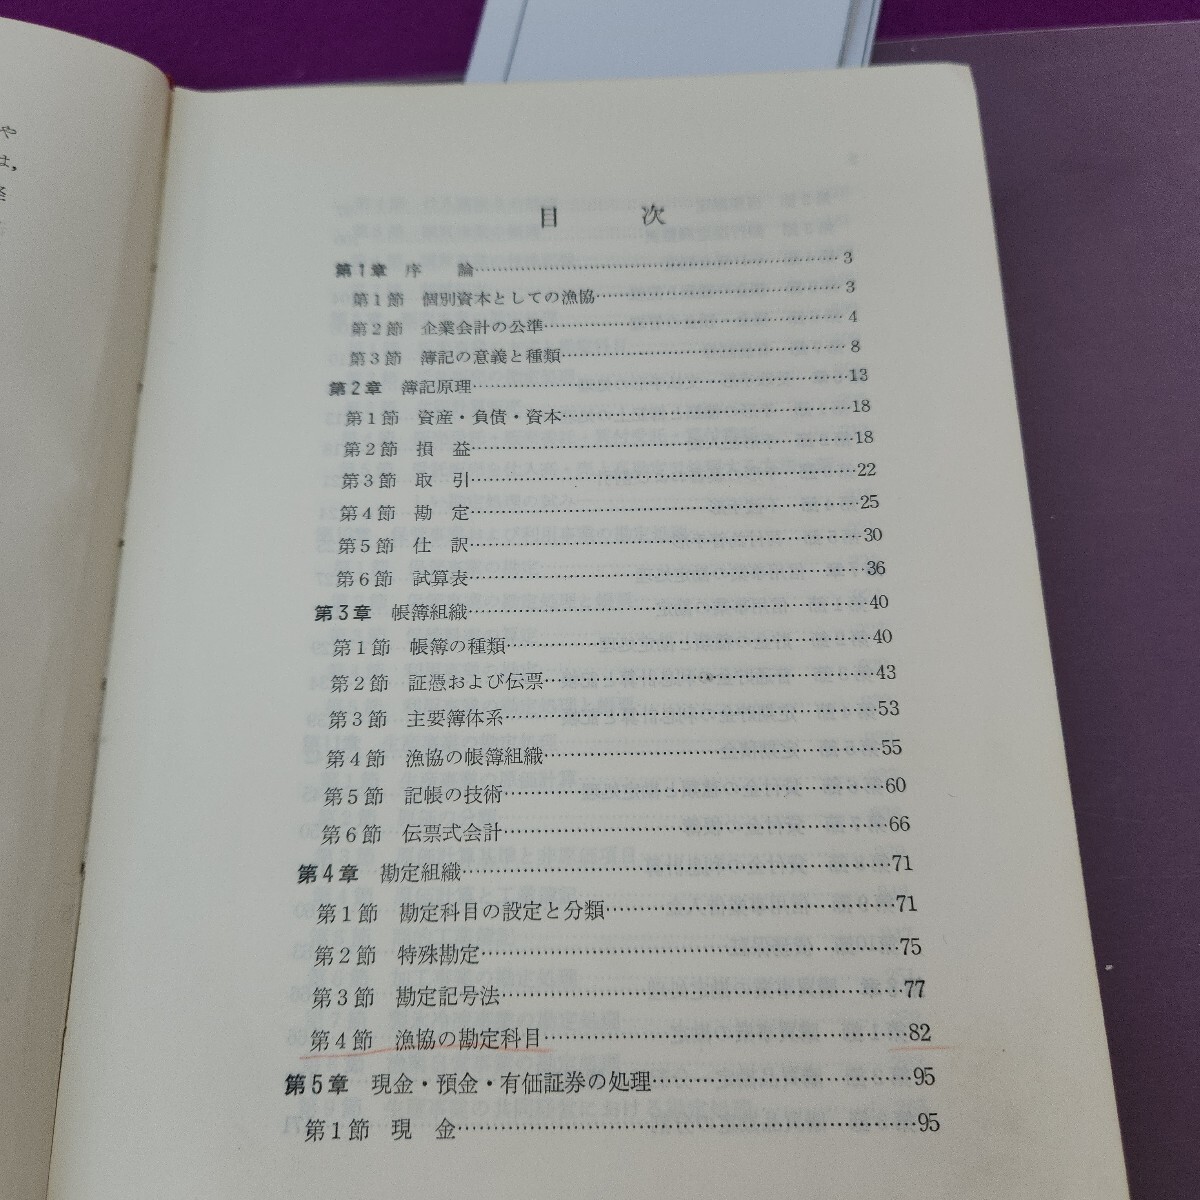 や
は,
目　　次
第1章　序　論……………3
第1節　個別資本としての漁協……………3
第2節　企業会計の公準……………4
第3節　簿記の意義と種類……………8
第2章　簿記原理……………13
第1節　資産・負債・資本……………18
第2節　損　益……………18
第3節　取　引……………22
第4節　勘　定……………25
第5節　仕　訳……………30
第6節　試算表……………36
第3章　帳簿組織……………40
第1節　帳簿の種類……………40
第2節　証憑および伝票……………43
第3節　主要簿体系……………53
第4節　漁協の帳簿組織……………55
第5節　記帳の技術……………60
第6節　伝票式会計……………66
第4章　勘定組織……………71
第1節　勘定科目の設定と分類……………71
第2節　特殊勘定……………75
第3節　勘定記号法……………77
第4節　漁協の勘定科目……………82
第5章　現金・預金・有価証券の処理……………95
第1節　現　金……………95